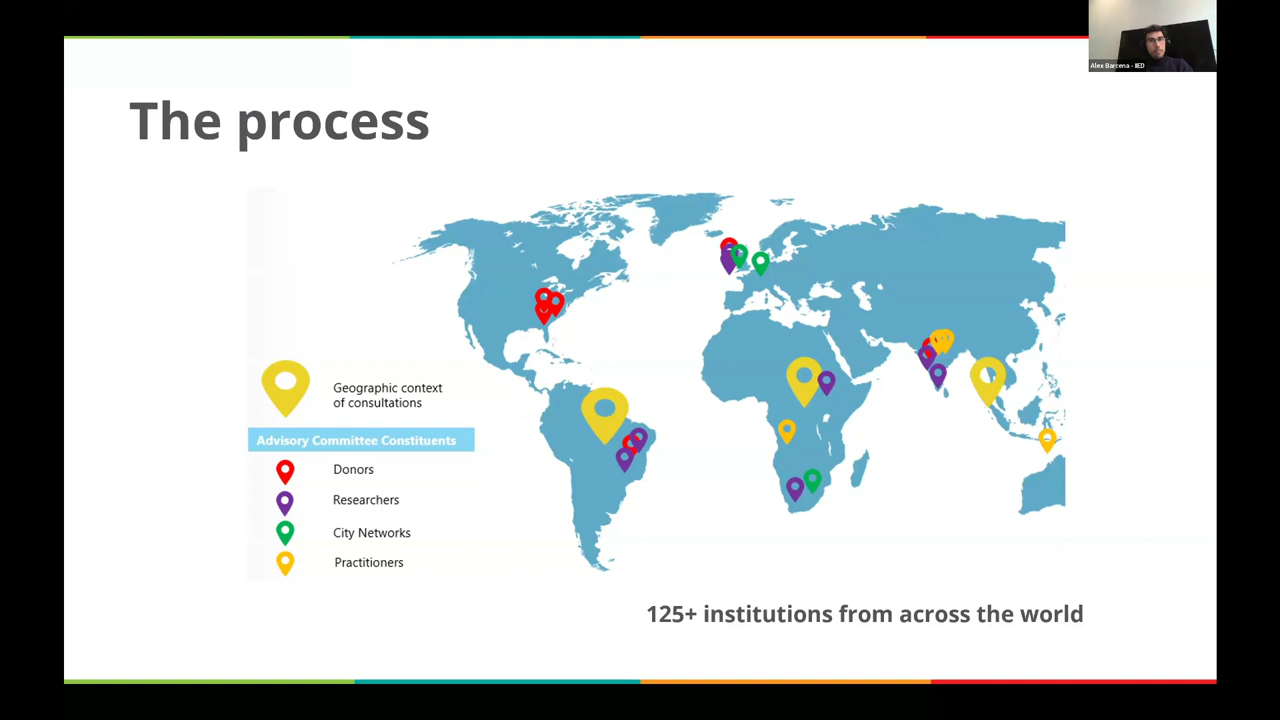 Alex Barcena - IIED
The process
Geographic context
of consultations
Advisory Committee Constituents
Donors
Researchers
City Networks
Practitioners
125+ institutions from across the world